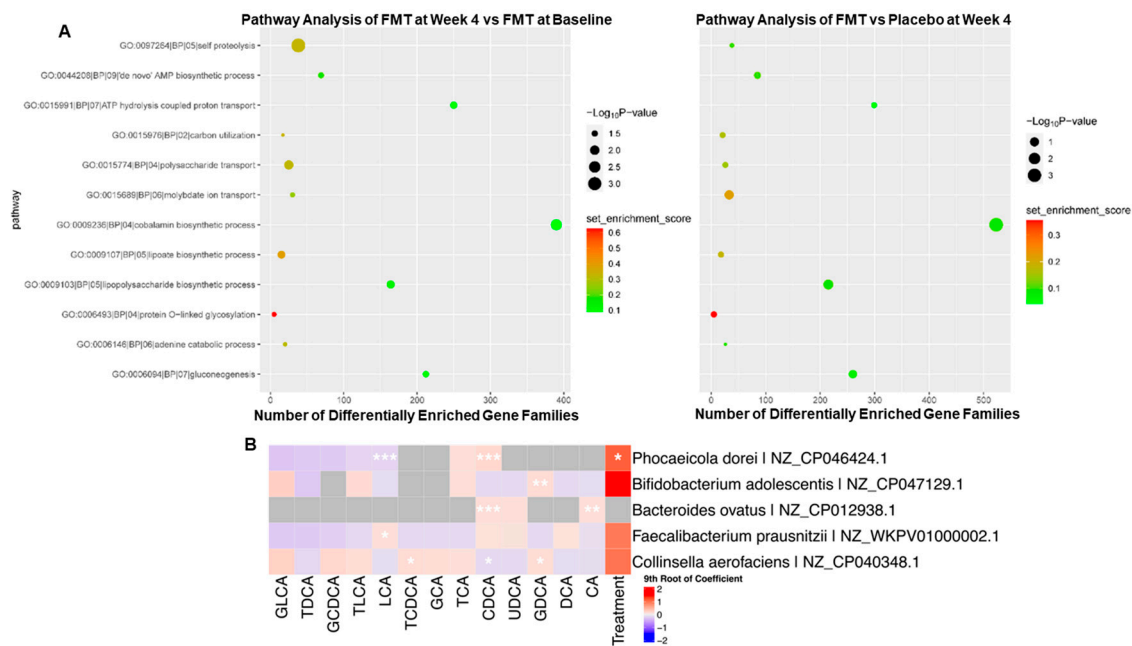 Pathway Analysis of FMT at Week 4 vs FMT at Baseline
Pathway Analysis of FMT vs Placebo at Week 4
A
pathway
GO:0097264|BP|05|self proteolysis
GO:0044208|BP|09|'de novo' AMP biosynthetic process
GO:0015991|BP|07|ATP hydrolysis coupled proton transport
GO:0015976|BP|02|carbon utilization
GO:0015774|BP|04|polysaccharide transport
GO:0015689|BP|06|molybdate ion transport
GO:0009236|BP|04|cobalamin biosynthetic process
GO:0009107|BP|05|lipoate biosynthetic process
GO:0009103|BP|05|lipopolysaccharide biosynthetic process
GO:0006493|BP|04|protein O-linked glycosylation
GO:0006146|BP|06|adenine catabolic process
GO:0006094|BP|07|gluconeogenesis
0 100 200 300 400
Number of Differentially Enriched Gene Families
−Log10P-value
1.5
2.0
2.5
3.0
set_enrichment_score
0.6
0.5
0.4
0.3
0.2
0.1
0 100 200 300 400 500
Number of Differentially Enriched Gene Families
−Log10P-value
1
2
3
set_enrichment_score
0.3
0.2
0.1
B
*** *** * Phocaeicola dorei | NZ_CP046424.1
** Bifidobacterium adolescentis | NZ_CP047129.1
*** ** Bacteroides ovatus | NZ_CP012938.1
* Faecalibacterium prausnitzii | NZ_WKPV01000002.1
* * * Collinsella aerofaciens | NZ_CP040348.1
GLCA TDCA GCDCA TLCA LCA TCDCA GCA TCA CDCA UDCA GDCA DCA CA Treatment
9th Root of Coefficient
2
1
0
-1
-2